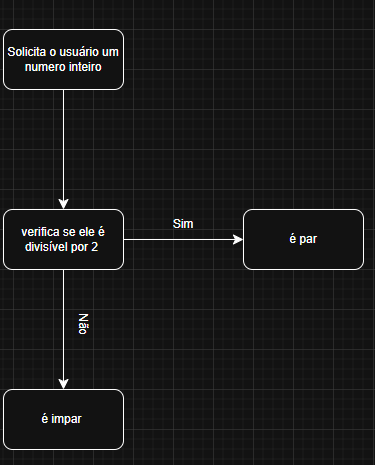 Solicita o usuário um
numero inteiro
verifica se ele é
divisível por 2
Sim
é par
Não
é impar